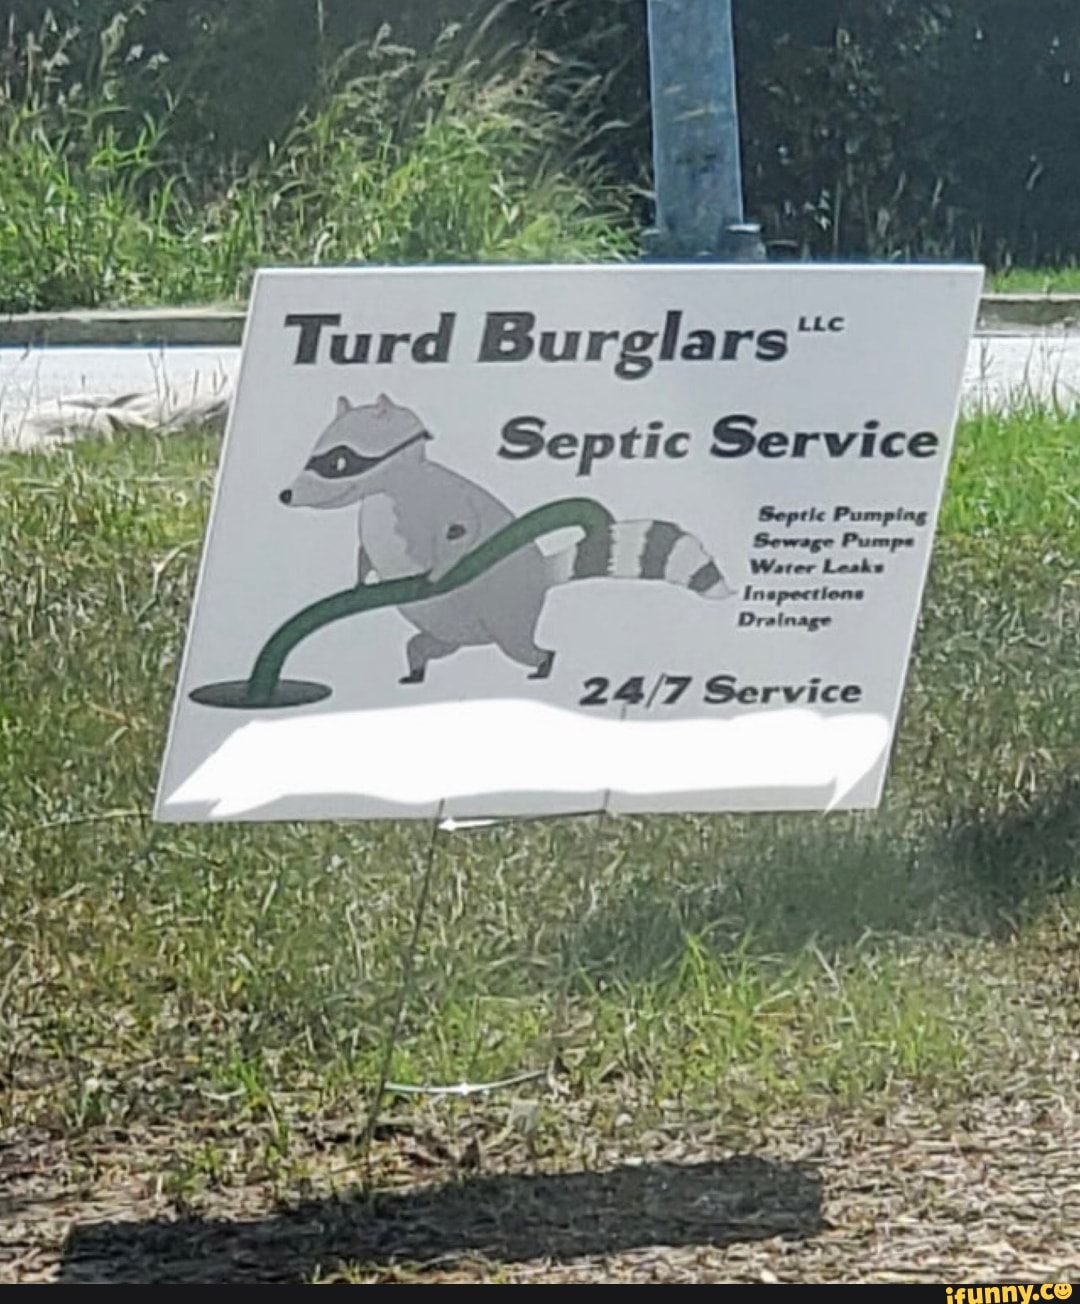 Turd Burglars LLC
Septic Service
Septic Pumping
Sewage Pumps
Water Leaks
Inspections
Drainage
24/7 Service
ifunny.co